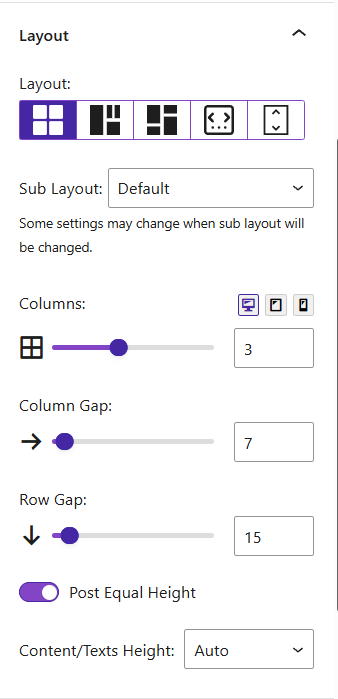 Layout
Layout:
Sub Layout: Default
Some settings may change when sub layout will
be changed.
Columns:
3
Column Gap:
7
Row Gap:
15
Post Equal Height
Content/Texts Height: Auto